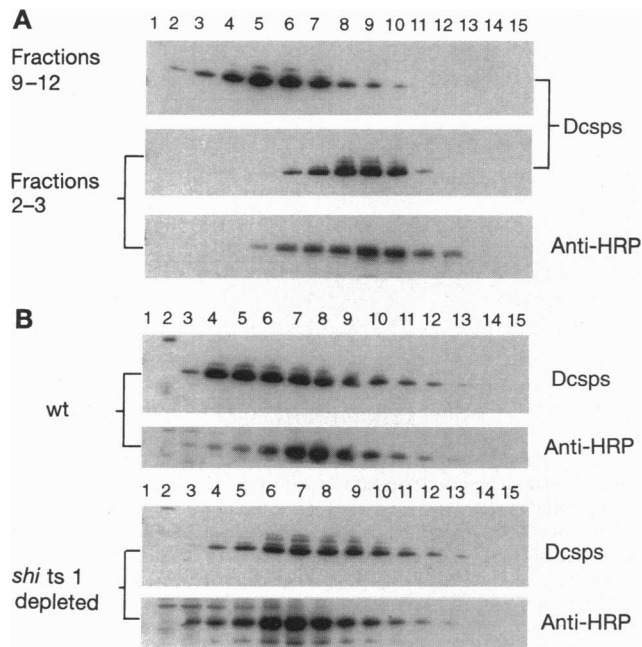 A
1 2 3 4 5 6 7 8 9 10 11 12 13 14 15
Fractions
9–12
Dcsps
Fractions
2–3
Anti-HRP
B
1 2 3 4 5 6 7 8 9 10 11 12 13 14 15
Dcsps
wt
Anti-HRP
1 2 3 4 5 6 7 8 9 10 11 12 13 14 15
Dcsps
shi ts 1
depleted
Anti-HRP